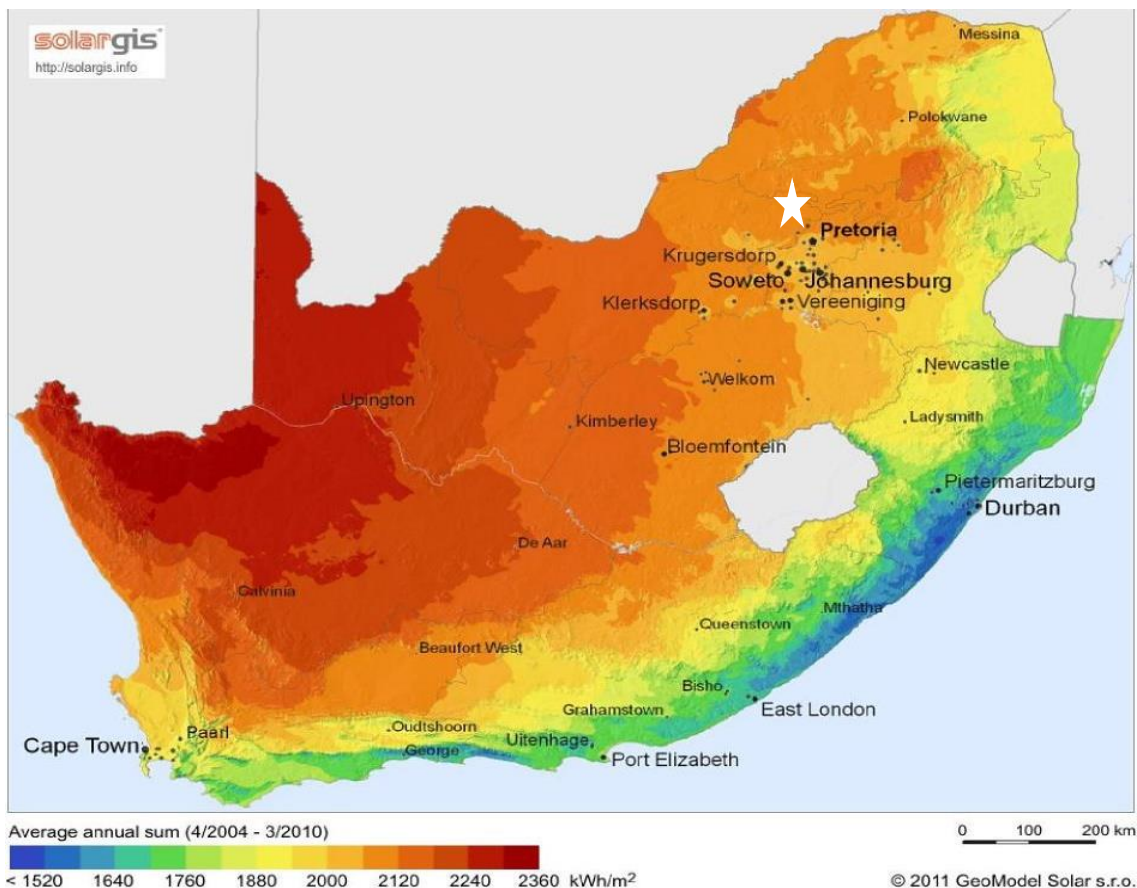 solargis
http://solargis.info
Messina
Polokwane
Pretoria
Krugersdorp
Soweto
Johannesburg
Klerksdorp
Vereeniging
Newcastle
Welkom
Upington
Ladysmith
Kimberley
Bloemfontein
Pietermaritzburg
Durban
De Aar
Calvinia
Mthatha
Queenstown
Beaufort West
Bisho
Grahamstown
East London
Oudtshoorn
Paarl
Cape Town
George
Uitenhage
Port Elizabeth
Average annual sum (4/2004 - 3/2010)
0 100 200 km
< 1520 1640 1760 1880 2000 2120 2240 2360 kWh/m²
© 2011 GeoModel Solar s.r.o.